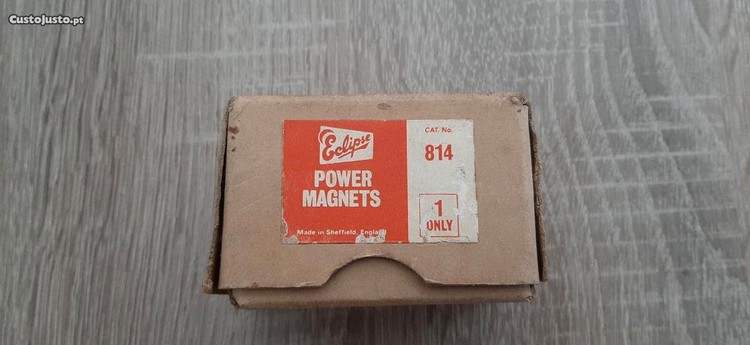 CustoJusto.pt
Eclipse
POWER
MAGNETS
Made in Sheffield, England
CAT. No.
814
1
ONLY